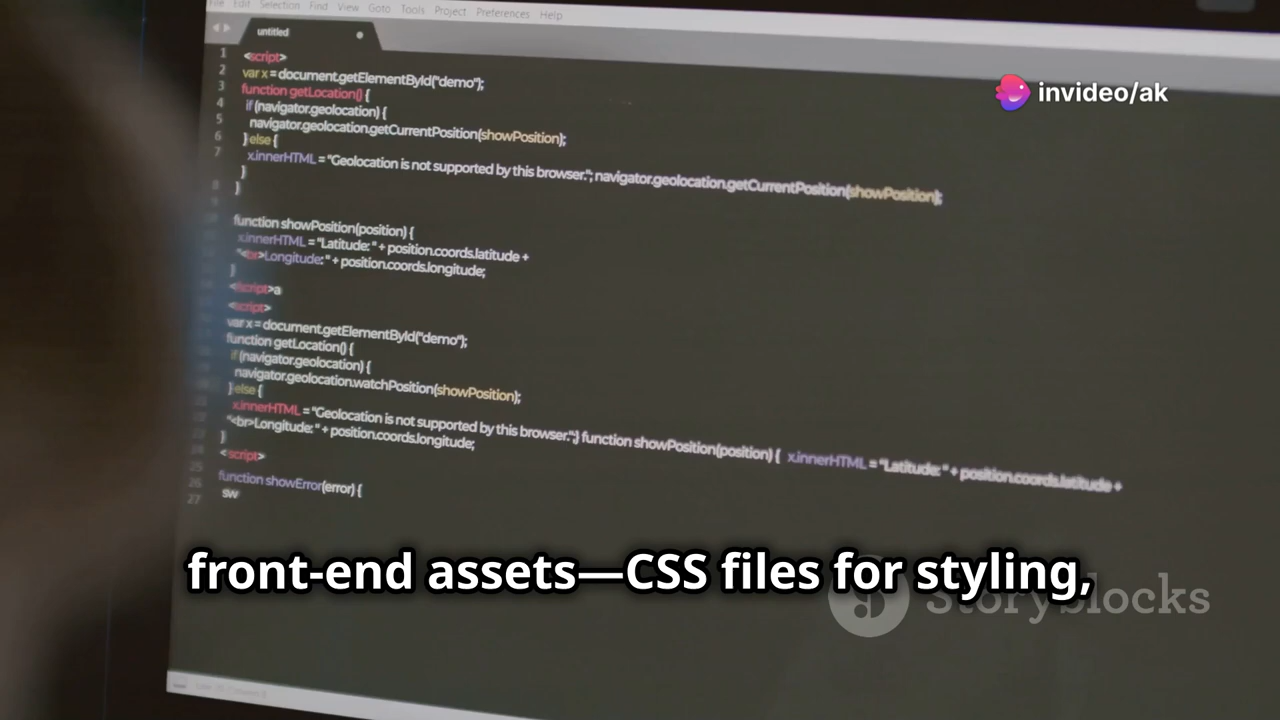 File Edit Selection Find View Goto Tools Project Preferences Help
untitled
invideo/ak
1 <script>
2 var x = document.getElementById("demo");
3 function getLocation() {
4 if (navigator.geolocation) {
5 navigator.geolocation.getCurrentPosition(showPosition);
6 } else {
7 x.innerHTML = "Geolocation is not supported by this browser."; navigator.geolocation.getCurrentPosition(showPosition);
}
8 }
function showPosition(position) {
x.innerHTML = "Latitude: " + position.coords.latitude +
"<br>Longitude: " + position.coords.longitude;
}
<script>a
<script>
var x = document.getElementById("demo");
function getLocation() {
if (navigator.geolocation) {
navigator.geolocation.watchPosition(showPosition);
} else {
x.innerHTML = "Geolocation is not supported by this browser.";} function showPosition(position) { x.innerHTML = "Latitude: " + position.coords.latitude +
"<br>Longitude: " + position.coords.longitude;
}
<script>
25
26 function showError(error) {
27 sw
front-end assets—CSS files for styling,
Storyblocks